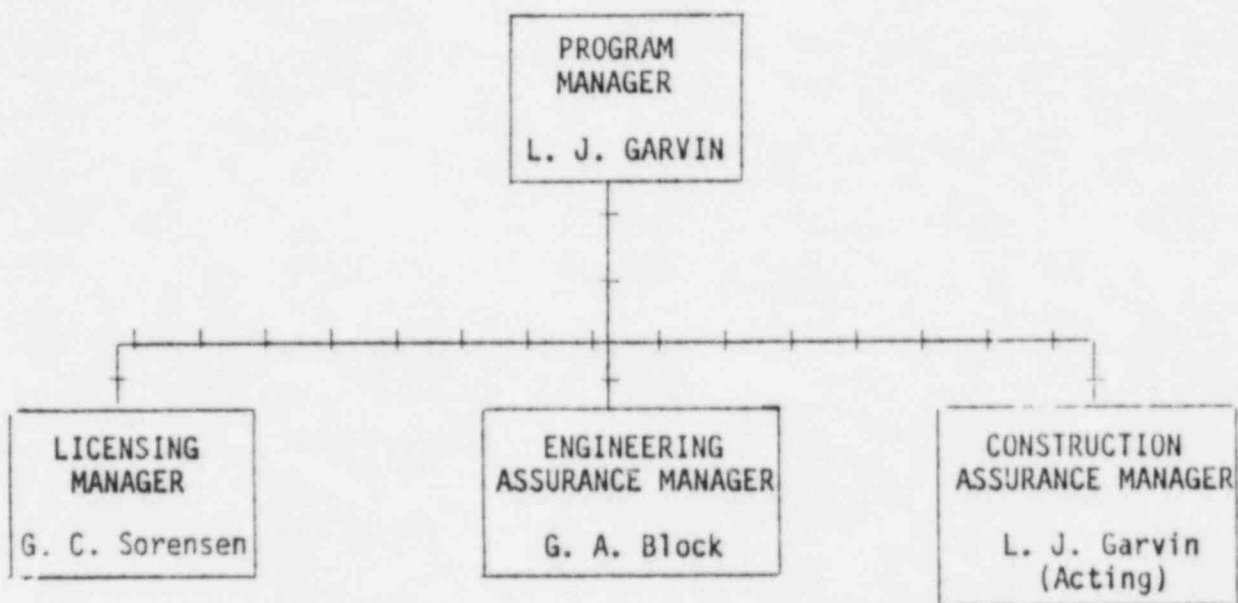 PROGRAM
MANAGER
L. J. GARVIN
LICENSING
MANAGER
G. C. Sorensen
ENGINEERING
ASSURANCE MANAGER
G. A. Block
CONSTRUCTION
ASSURANCE MANAGER
L. J. Garvin
(Acting)